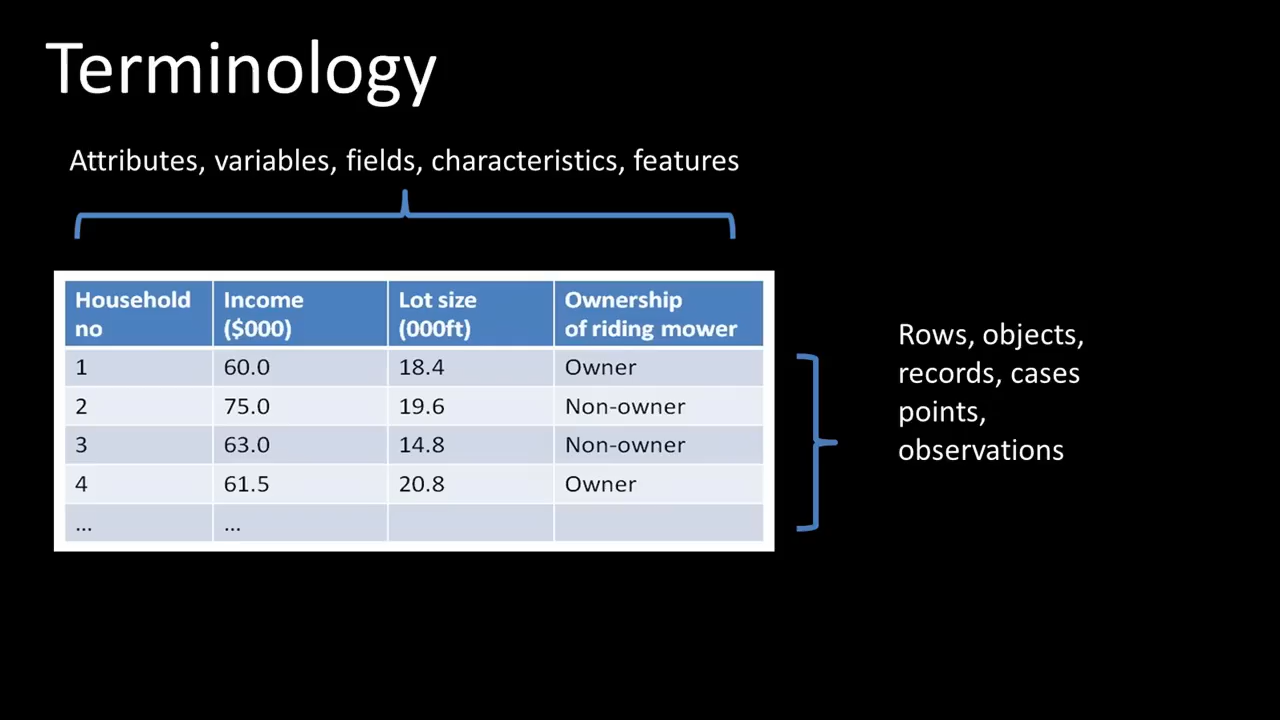 Terminology
Attributes, variables, fields, characteristics, features
Household no Income ($000) Lot size (000ft) Ownership of riding mower
1 60.0 18.4 Owner
2 75.0 19.6 Non-owner
3 63.0 14.8 Non-owner
4 61.5 20.8 Owner
... ...
Rows, objects,
records, cases
points,
observations